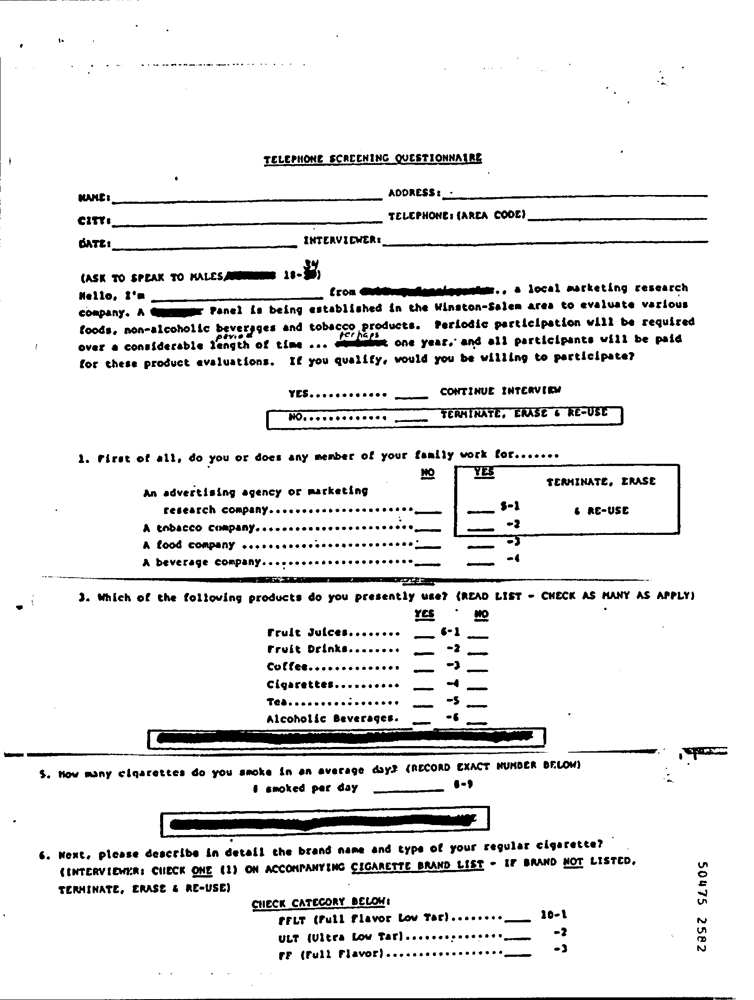 TELEPHONE SCREENING QUESTIONNAIRE
NAME: ADDRESS:
CITY: TELEPHONE: (AREA CODE)
DATE: INTERVIEWER:
34
(ASK TO SPEAK TO MALES 18- )
Hello, I'm ____________ from ., a local marketing research
company. A Panel is being established in the Winston-Salem area to evaluate various
foods, non-alcoholic beverages and tobacco products. Periodic participation will be required
period perhaps
over a considerable length of time ... one year, and all participants will be paid
for these product evaluations. If you qualify, would you be willing to participate?
YES............ ____ CONTINUE INTERVIEW
NO............. ____ TERMINATE, ERASE & RE-USE
1. First of all, do you or does any member of your family work for.......
NO YES TERMINATE, ERASE
An advertising agency or marketing
research company.......................___ ___ 5-1 & RE-USE
A tobacco company.........................___ ___ -2
A food company ...........................___ ___ -3
A beverage company........................___ ___ -4
3. Which of the following products do you presently use? (READ LIST - CHECK AS MANY AS APPLY)
YES NO
Fruit Juices........ ___ 6-1 ___
Fruit Drinks........ ___ -2 ___
Coffee.............. ___ -3 ___
Cigarettes.......... ___ -4 ___
Tea................. ___ -5 ___
Alcoholic Beverages. ___ -6 ___
5. How many cigarettes do you smoke in an average day? (RECORD EXACT NUMBER BELOW)
# smoked per day __________ 8-9
6. Next, please describe in detail the brand name and type of your regular cigarette?
(INTERVIEWER: CHECK ONE (1) ON ACCOMPANYING CIGARETTE BRAND LIST - IF BRAND NOT LISTED,
TERMINATE, ERASE & RE-USE)
CHECK CATEGORY BELOW:
FFLT (Full Flavor Low Tar)........____ 10-1
ULT (Ultra Low Tar)...............____ -2
FF (Full Flavor)..................____ -3
50475 2582